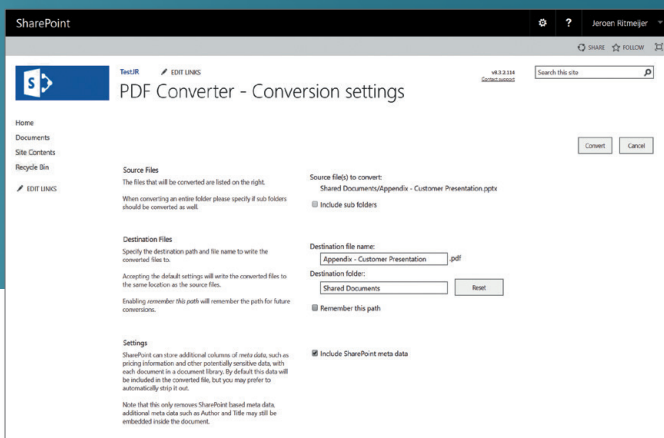 SharePoint
? Jeroen Ritmeijer
SHARE FOLLOW
S
TestJR EDIT LINKS
v8.3.2.114
Contact support
Search this site
PDF Converter - Conversion settings
Home
Documents
Site Contents
Recycle Bin
EDIT LINKS
Convert Cancel
Source Files
The files that will be converted are listed on the right.
When converting an entire folder please specify if sub folders
should be converted as well.
Source file(s) to convert:
Shared Documents/Appendix - Customer Presentation.pptx
Include sub folders
Destination Files
Specify the destination path and file name to write the
converted files to.
Accepting the default settings will write the converted files to
the same location as the source files.
Enabling remember this path will remember the path for future
conversions.
Destination file name:
Appendix - Customer Presentation .pdf
Destination folder:
Shared Documents Reset
Remember this path
Settings
SharePoint can store additional columns of meta data, such as
pricing information and other potentially sensitive data, with
each document in a document library. By default this data will
be included in the converted file, but you may prefer to
automatically strip it out.
Note that this only removes SharePoint based meta data,
additional meta data such as Author and Title may still be
embedded inside the document.
Include SharePoint meta data